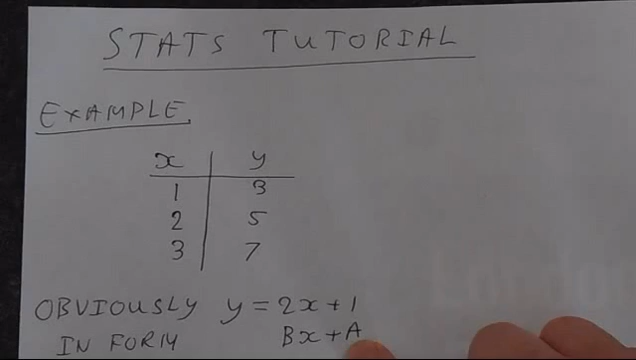 STATS TUTORIAL
EXAMPLE
x y
1 3
2 5
3 7
OBVIOUSLY y = 2x + 1
IN FORM Bx + A